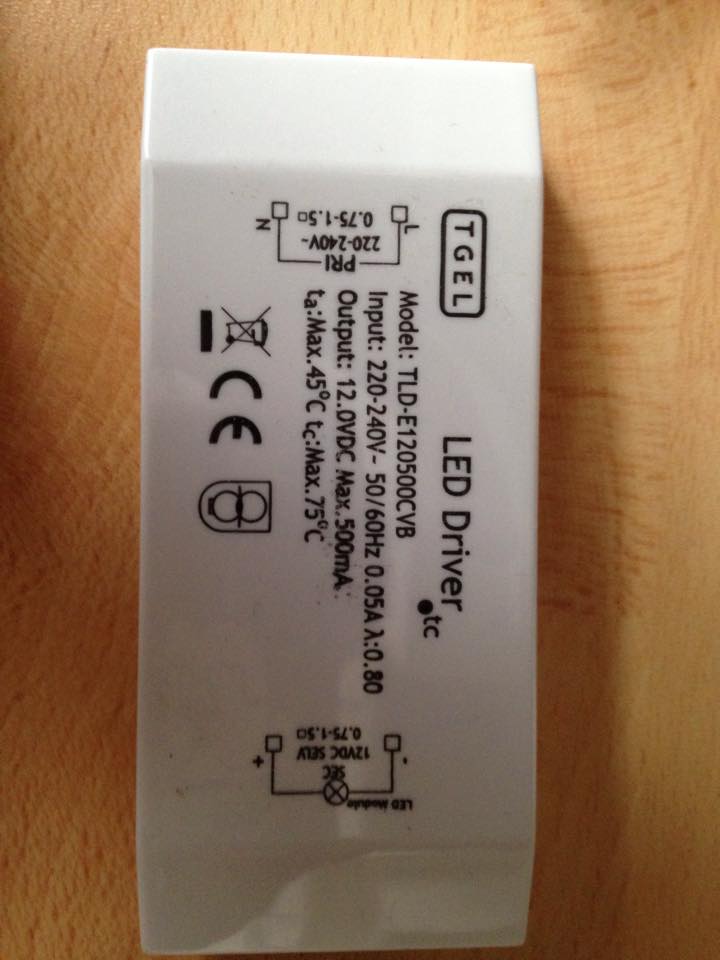 TGEL
LED Driver
•tc
Model: TLD-E120500CVB
Input: 220-240V~ 50/60Hz 0.05A λ:0.80
Output: 12.0VDC Max.500mA
ta:Max.45°C tc:Max.75°C
CE
PRI
220-240V~
0.75-1.5□
L
N
LED Module
SEC
12VDC SELV
0.75-1.5□
-
+